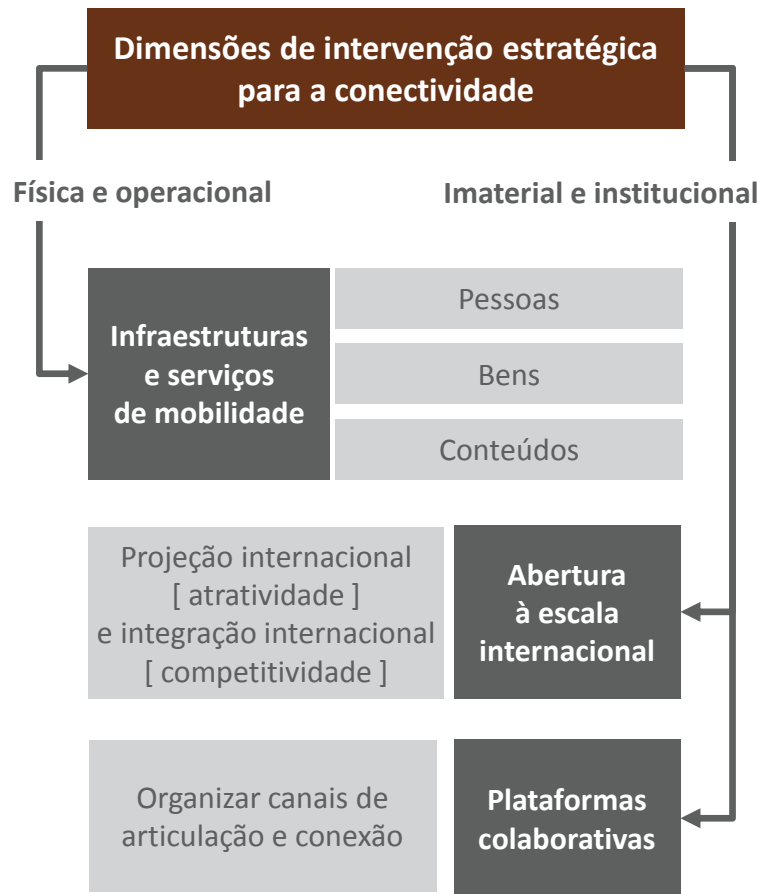 Dimensões de intervenção estratégica
para a conectividade
Física e operacional
Imaterial e institucional
Infraestruturas
e serviços
de mobilidade
Pessoas
Bens
Conteúdos
Projeção internacional
[ atratividade ]
e integração internacional
[ competitividade ]
Abertura
à escala
internacional
Organizar canais de
articulação e conexão
Plataformas
colaborativas